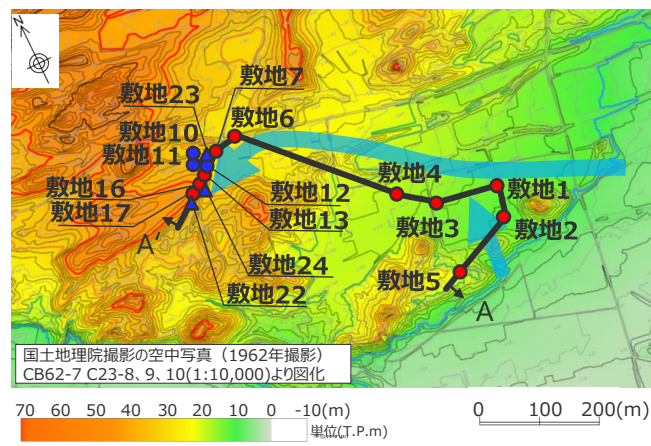 N
敷地7
敷地23
敷地6
敷地10
敷地11
敷地4
敷地1
敷地16
敷地12
敷地17
敷地13
敷地3
敷地2
A′
敷地24
敷地5
敷地22
A
国土地理院撮影の空中写真（1962年撮影）
CB62-7 C23-8、9、10(1:10,000)より図化
70 60 50 40 30 20 10 0 -10(m)
単位(T.P.m)
0 100 200(m)